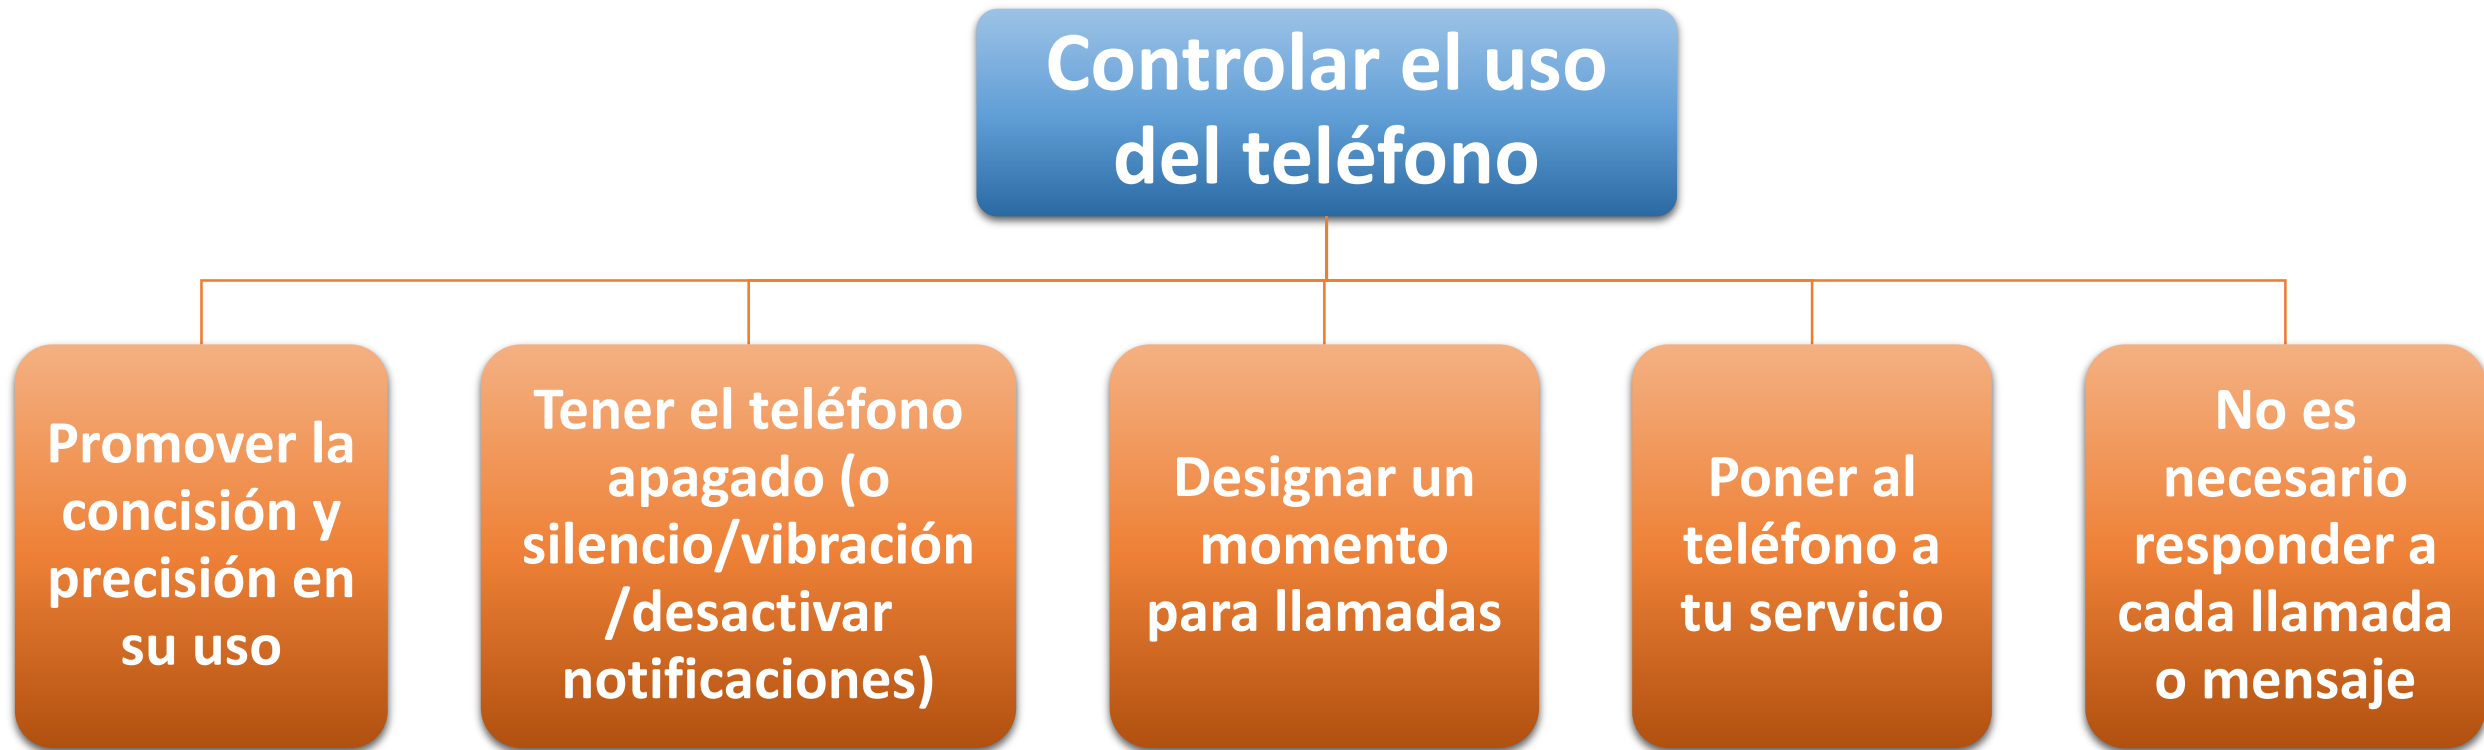 Controlar el uso
del teléfono
Promover la
concisión y
precisión en
su uso
Tener el teléfono
apagado (o
silencio/vibración
/desactivar
notificaciones)
Designar un
momento
para llamadas
Poner al
teléfono a
tu servicio
No es
necesario
responder a
cada llamada
o mensaje